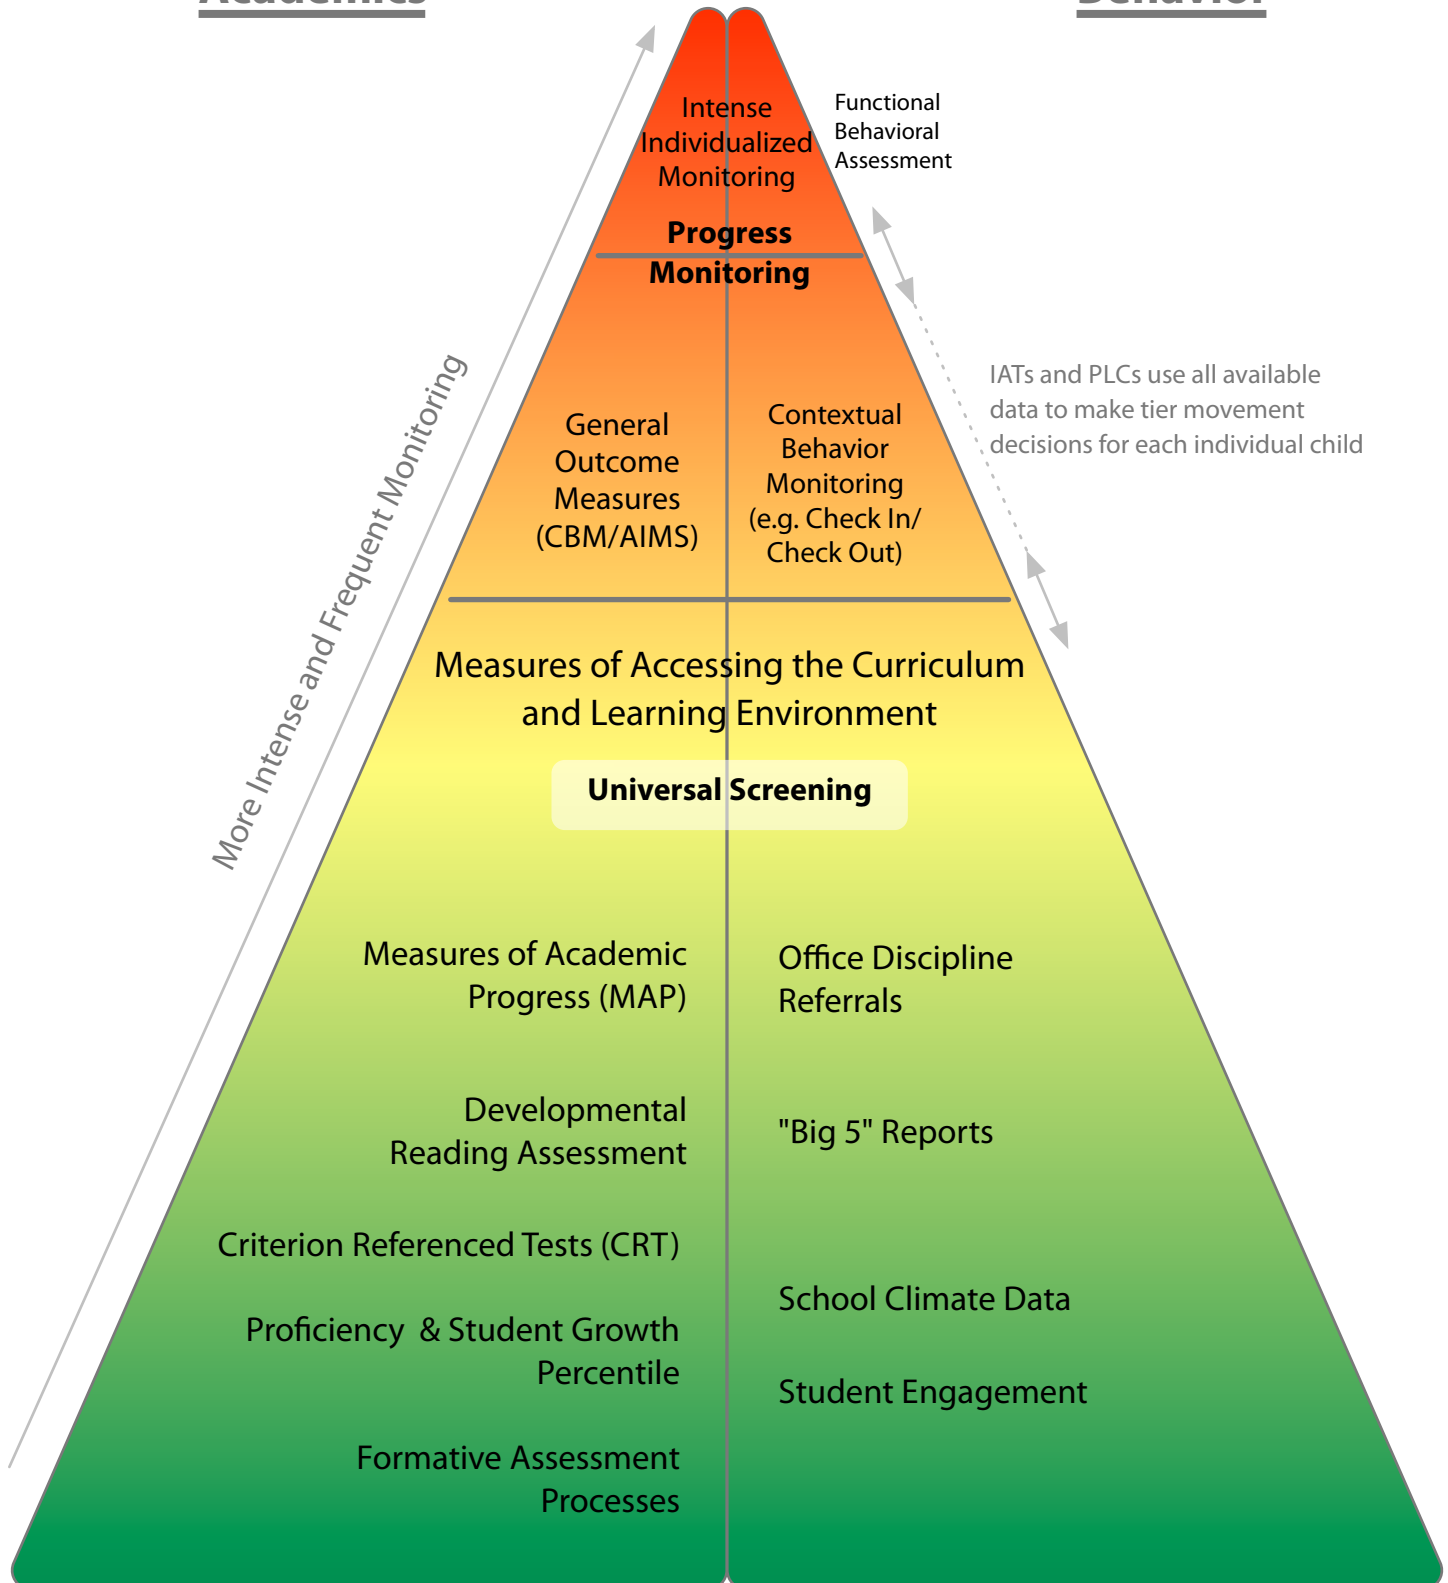 Academics
Behavior
Intense
Individualized
Monitoring
Functional
Behavioral
Assessment
Progress
Monitoring
More Intense and Frequent Monitoring
IATs and PLCs use all available
data to make tier movement
decisions for each individual child
General
Outcome
Measures
(CBM/AIMS)
Contextual
Behavior
Monitoring
(e.g. Check In/
Check Out)
Measures of Accessing the Curriculum
and Learning Environment
Universal Screening
Measures of Academic
Progress (MAP)
Developmental
Reading Assessment
Criterion Referenced Tests (CRT)
Proficiency & Student Growth
Percentile
Formative Assessment
Processes
Office Discipline
Referrals
"Big 5" Reports
School Climate Data
Student Engagement